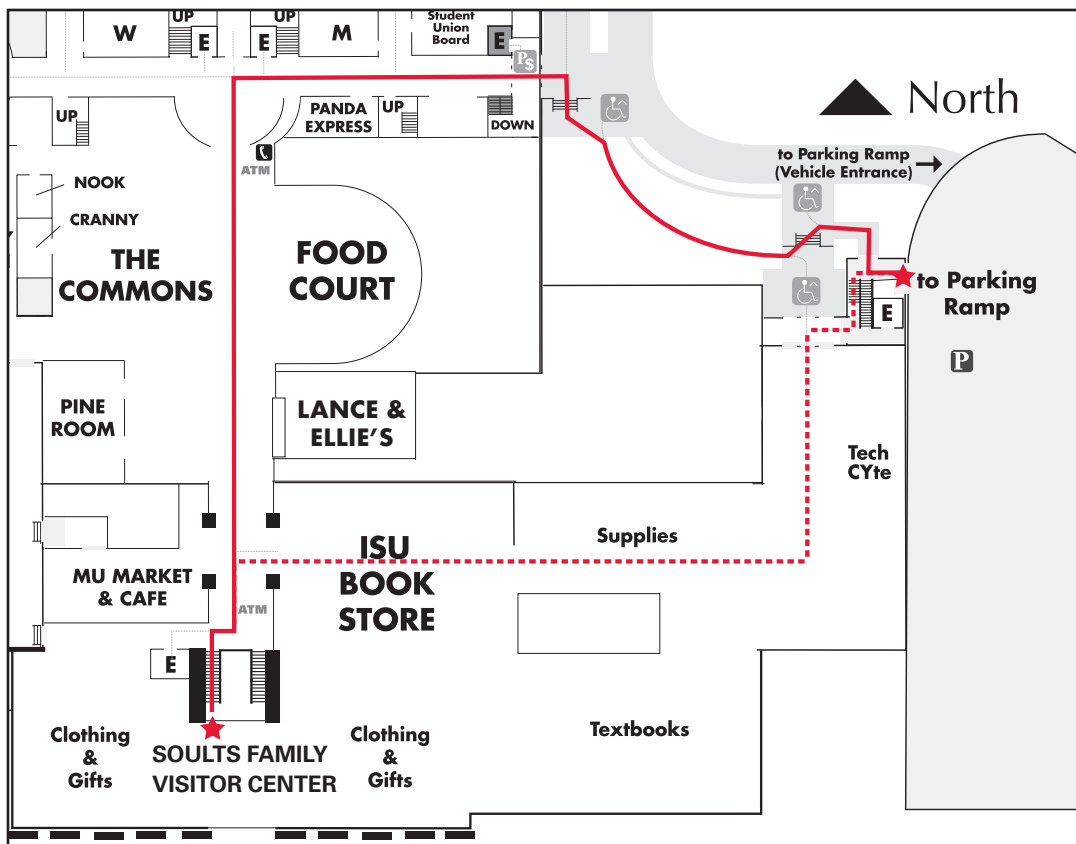 UP
UP
W
E
E
M
Student
Union
Board
E
P$
North
UP
PANDA
EXPRESS
UP
DOWN
ATM
to Parking Ramp
(Vehicle Entrance)
NOOK
CRANNY
THE
COMMONS
FOOD
COURT
to Parking
Ramp
E
P
PINE
ROOM
LANCE &
ELLIE'S
Tech
CYte
Supplies
ISU
BOOK
STORE
MU MARKET
& CAFE
ATM
E
Clothing
&
Gifts
SOULTS FAMILY
VISITOR CENTER
Clothing
&
Gifts
Textbooks